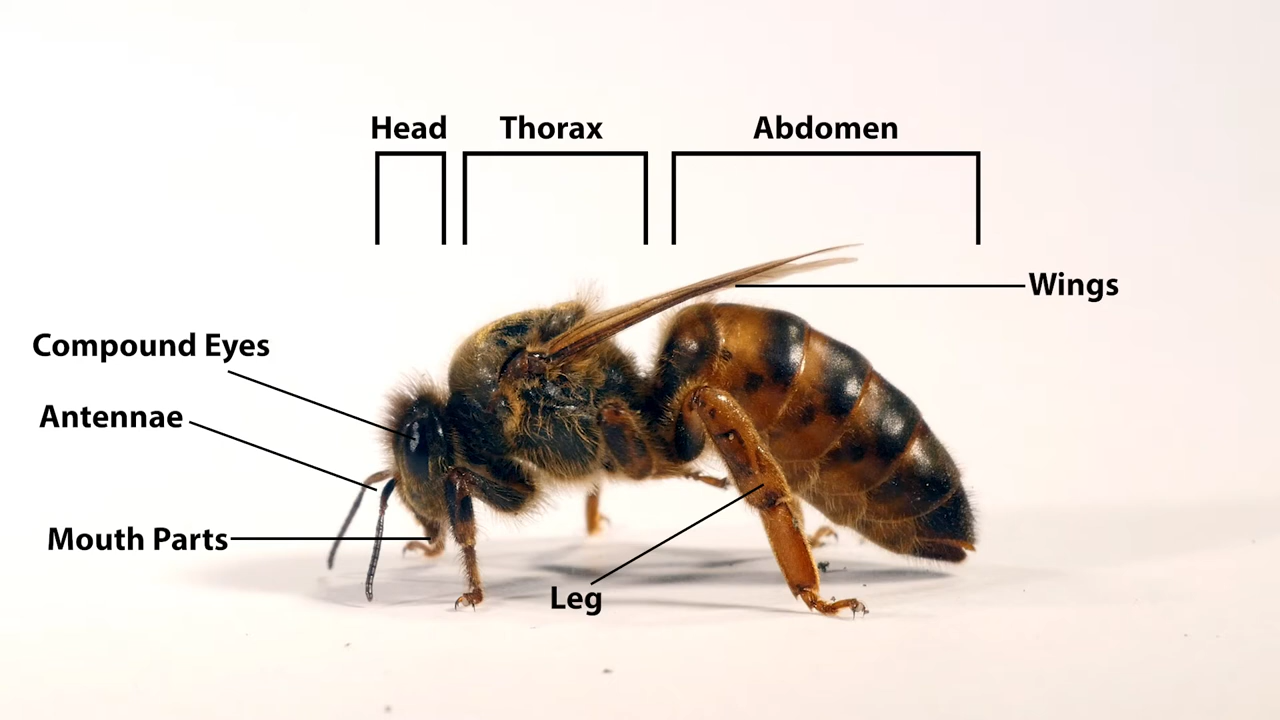 Head
Thorax
Abdomen
Wings
Compound Eyes
Antennae
Mouth Parts
Leg